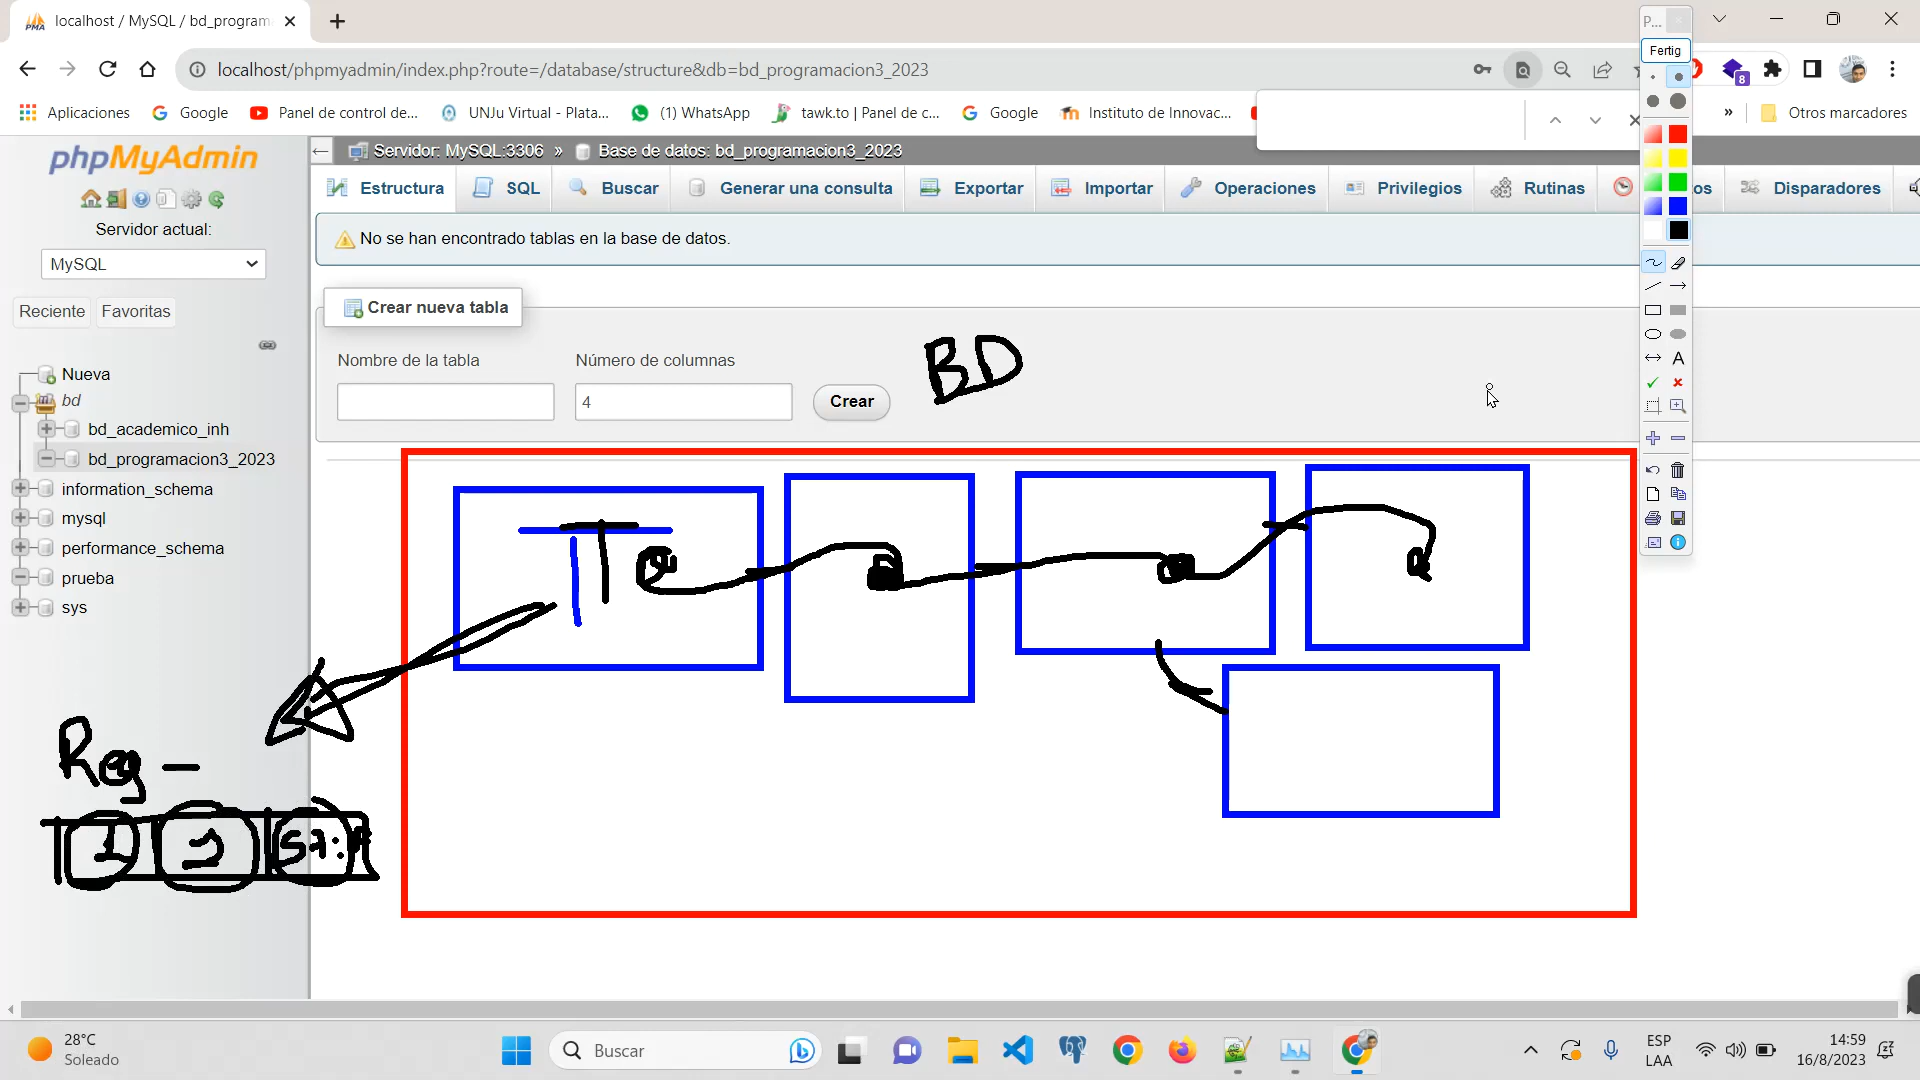 localhost / MySQL / bd_program
localhost/phpmyadmin/index.php?route=/database/structure&db=bd_programacion3_2023
Aplicaciones
Google
Panel de control de...
UNJu Virtual - Plata...
(1) WhatsApp
tawk.to | Panel de c...
Google
Instituto de Innovac...
»
Otros marcadores
P...
Fertig
8
A
phpMyAdmin
Servidor actual:
MySQL
Reciente
Favoritas
Nueva
bd
bd_academico_inh
bd_programacion3_2023
information_schema
mysql
performance_schema
prueba
sys
Servidor: MySQL:3306 » Base de datos: bd_programacion3_2023
Estructura
SQL
Buscar
Generar una consulta
Exportar
Importar
Operaciones
Privilegios
Rutinas
os
Disparadores
No se han encontrado tablas en la base de datos.
Crear nueva tabla
Nombre de la tabla
Número de columnas
4
Crear
BD
T
T
Reg -
28°C
Soleado
Buscar
ESP
LAA
14:59
16/8/2023